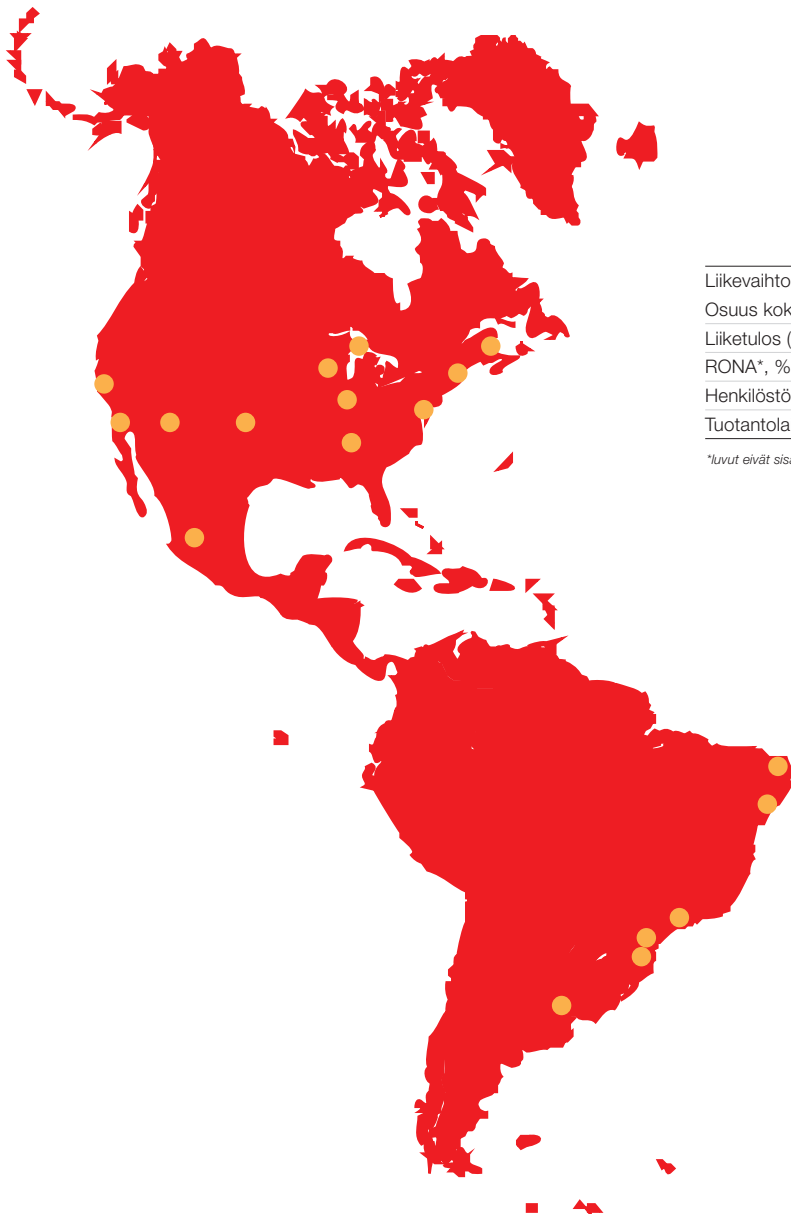 Liikevaihto
Osuus kok
Liiketulos (
RONA*, %
Henkilöstö
Tuotantola
*luvut eivät sisä